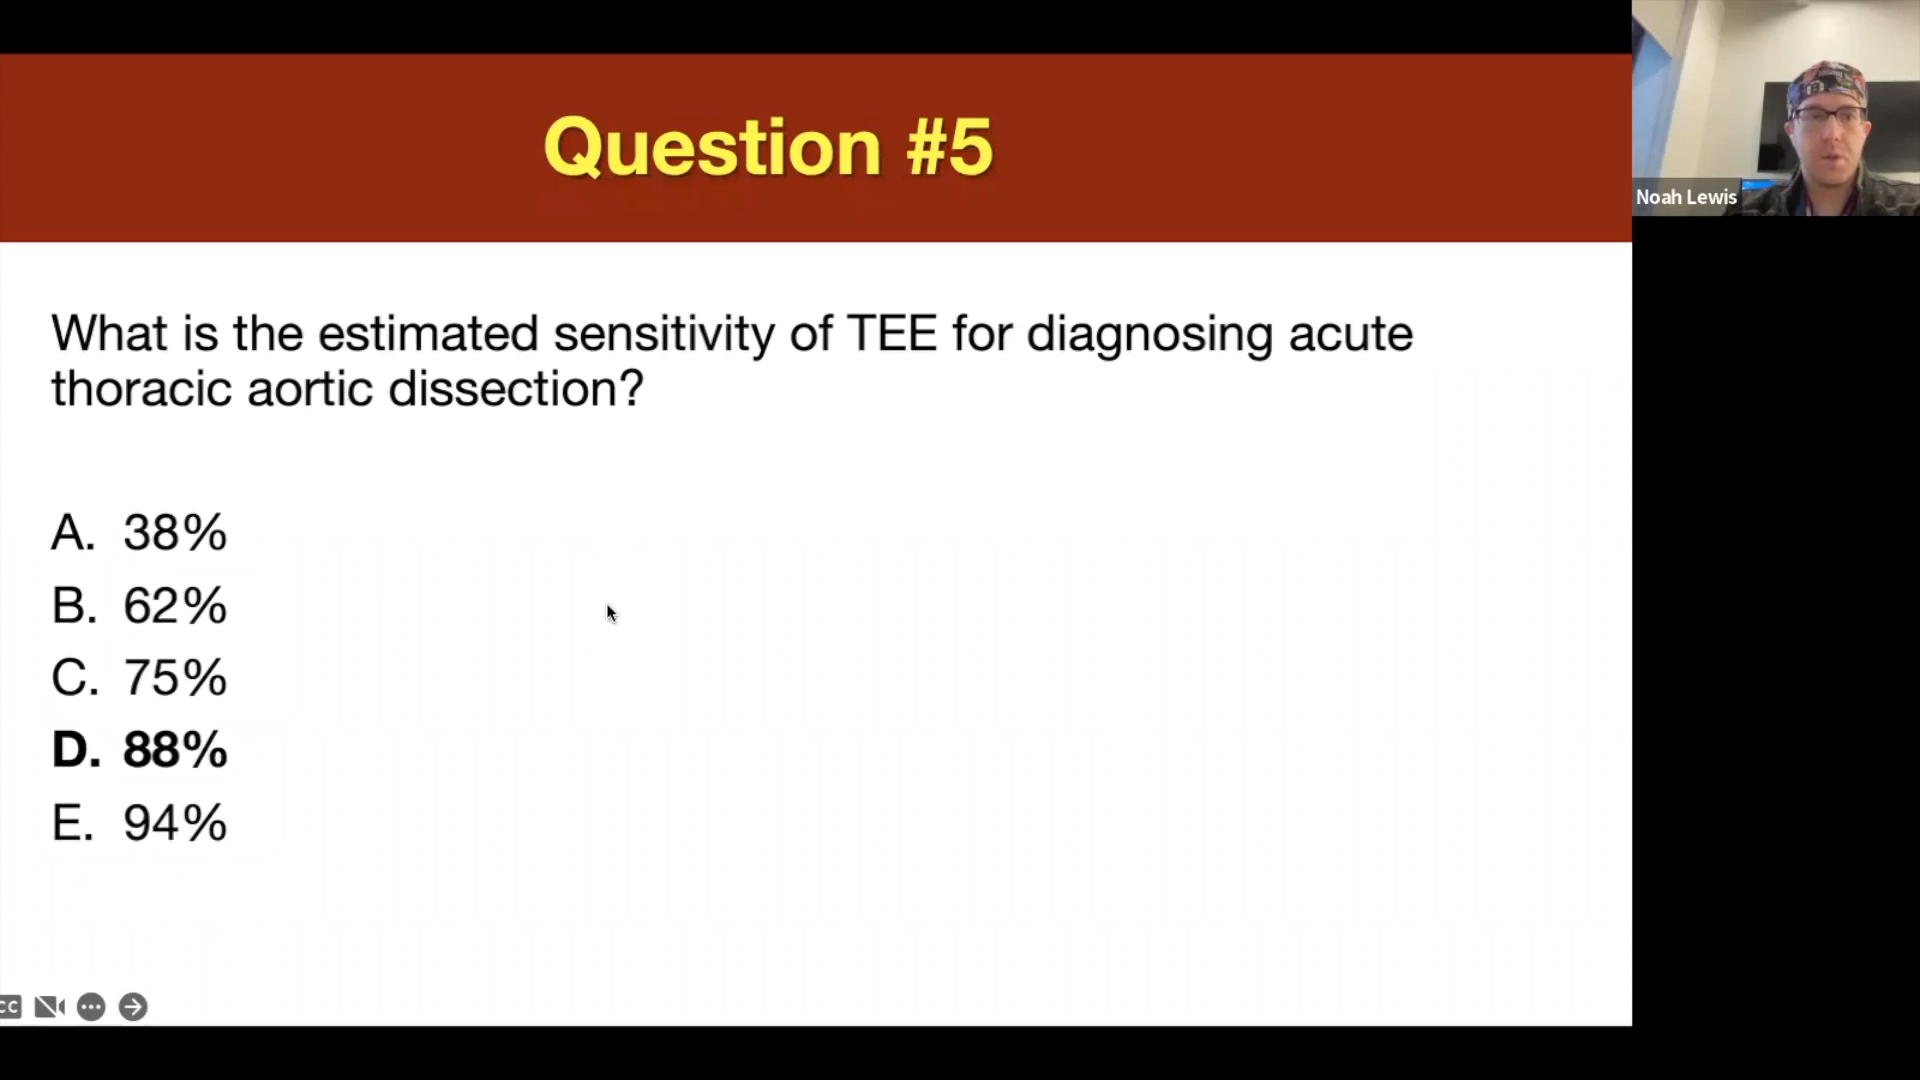 Question #5
Noah Lewis
What is the estimated sensitivity of TEE for diagnosing acute
thoracic aortic dissection?
A. 38%
B. 62%
C. 75%
D. 88%
E. 94%
CC